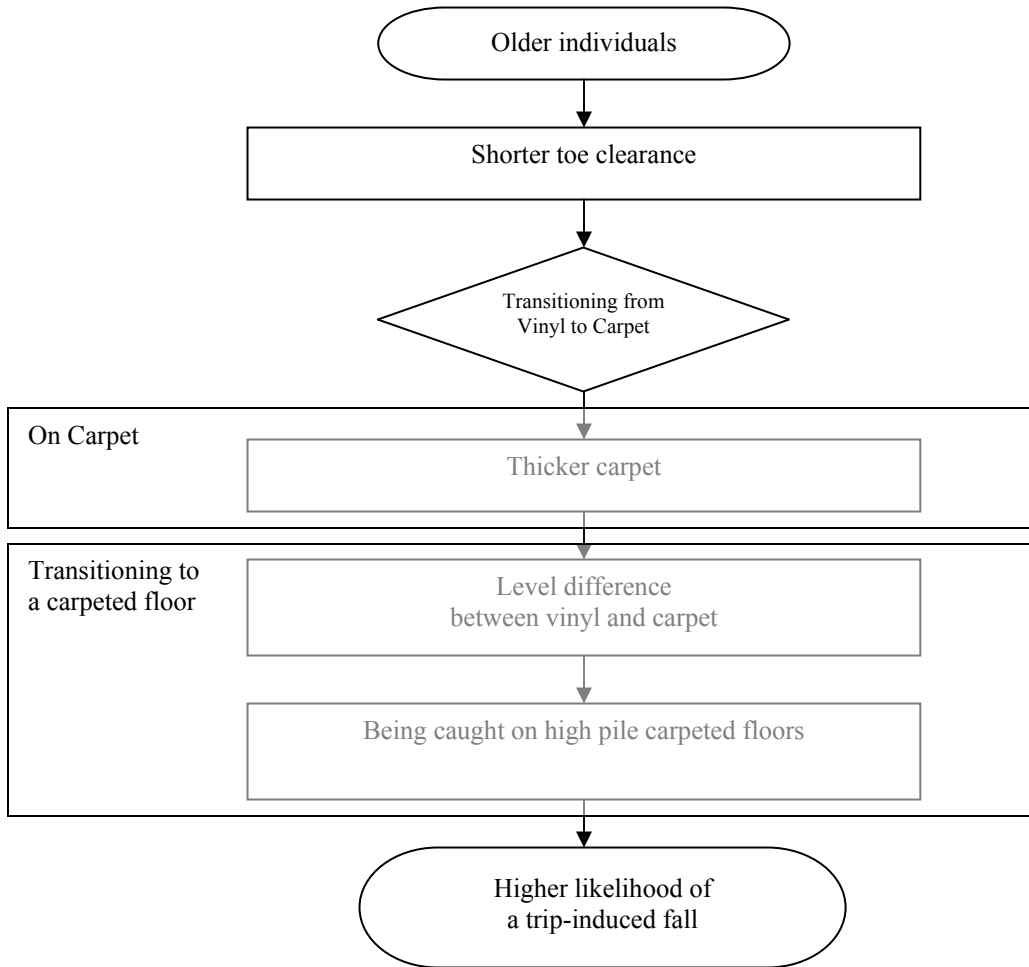 Older individuals
Shorter toe clearance
Transitioning from
Vinyl to Carpet
On Carpet
Thicker carpet
Transitioning to
a carpeted floor
Level difference
between vinyl and carpet
Being caught on high pile carpeted floors
Higher likelihood of
a trip-induced fall